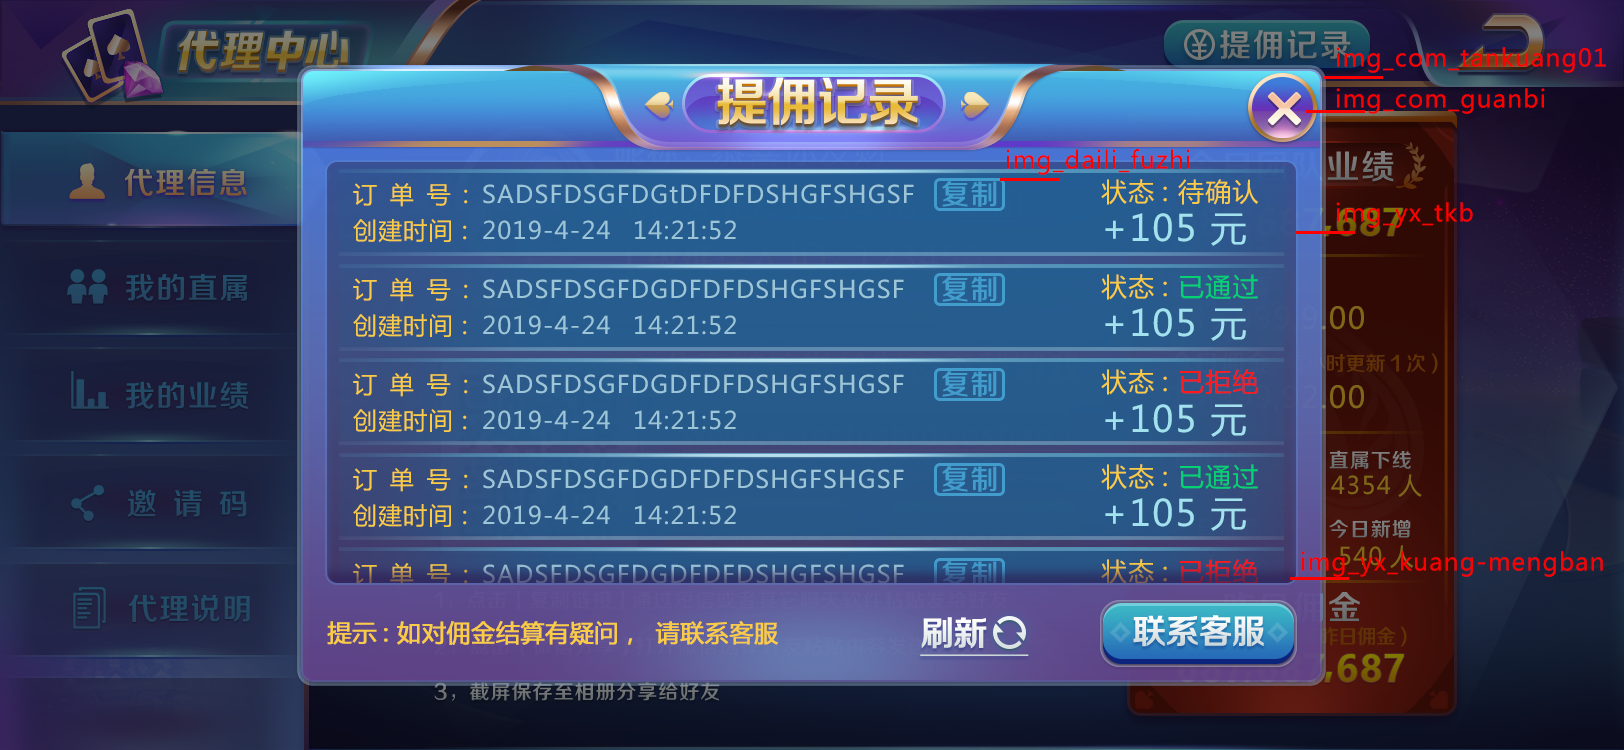 代理中心
提佣记录
img_com_tankuang01
提佣记录
img_com_guanbi
img_daili_fuzhi
业绩
代理信息
订 单 号：SADSFDSGFDGtDFDFDSHGFSHGSF 复制 状态：待确认
创建时间：2019-4-24 14:21:52 +105 元
img_yx_tkb
,687
我的直属
订 单 号：SADSFDSGFDGDFDFDSHGFSHGSF 复制 状态：已通过
创建时间：2019-4-24 14:21:52 +105 元
.00
时更新1次）
我的业绩
订 单 号：SADSFDSGFDGDFDFDSHGFSHGSF 复制 状态：已拒绝
创建时间：2019-4-24 14:21:52 +105 元
.00
直属下线
4354 人
邀 请 码
订 单 号：SADSFDSGFDGDFDFDSHGFSHGSF 复制 状态：已通过
创建时间：2019-4-24 14:21:52 +105 元
今日新增
540 人
img_yx_kuang-mengban
订 单 号：SADSFDSGFDGDFDFDSHGFSHGSF 复制 状态：已拒绝
代理说明
佣金
昨日佣金）
,687
提示：如对佣金结算有疑问， 请联系客服
刷新
联系客服
3，截屏保存至相册分享给好友